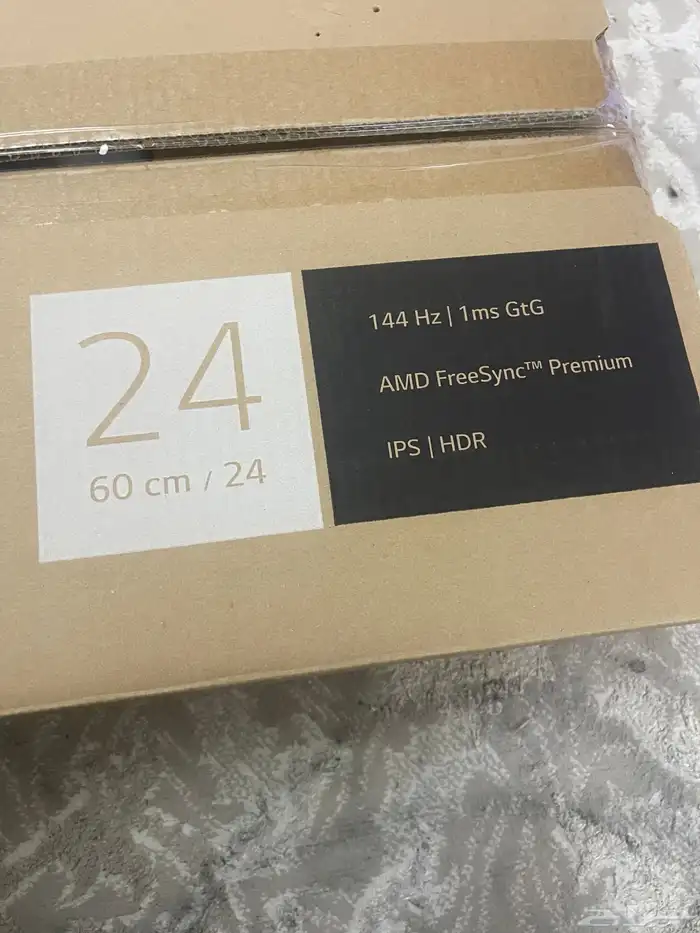 24
60 cm / 24
144 Hz | 1ms GtG
AMD FreeSync™ Premium
IPS | HDR